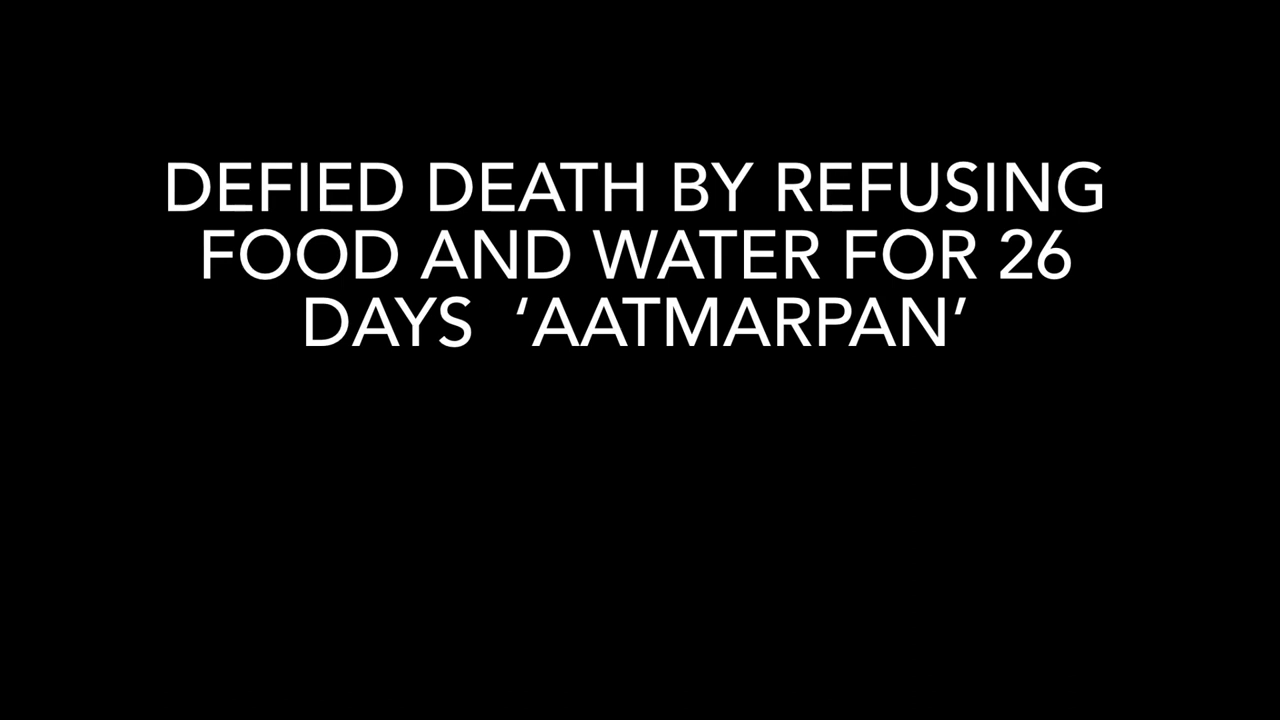 DEFIED DEATH BY REFUSING
FOOD AND WATER FOR 26
DAYS  ‘AATMARPAN’